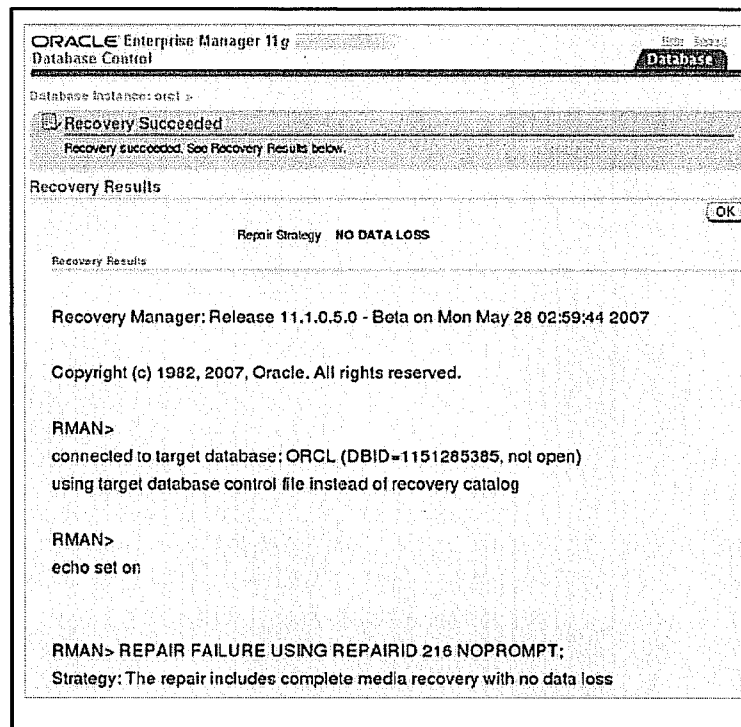 ORACLE Enterprise Manager 11g
Database Control
Help
Database
Database Instance: orcl >
Recovery Succeeded
Recovery succeeded. See Recovery Results below.
Recovery Results
OK
Repair Strategy NO DATA LOSS
Recovery Results
Recovery Manager: Release 11.1.0.5.0 - Beta on Mon May 28 02:59:44 2007
Copyright (c) 1982, 2007, Oracle. All rights reserved.
RMAN>
connected to target database: ORCL (DBID=1151285385, not open)
using target database control file instead of recovery catalog
RMAN>
echo set on
RMAN> REPAIR FAILURE USING REPAIRID 216 NOPROMPT;
Strategy: The repair includes complete media recovery with no data loss